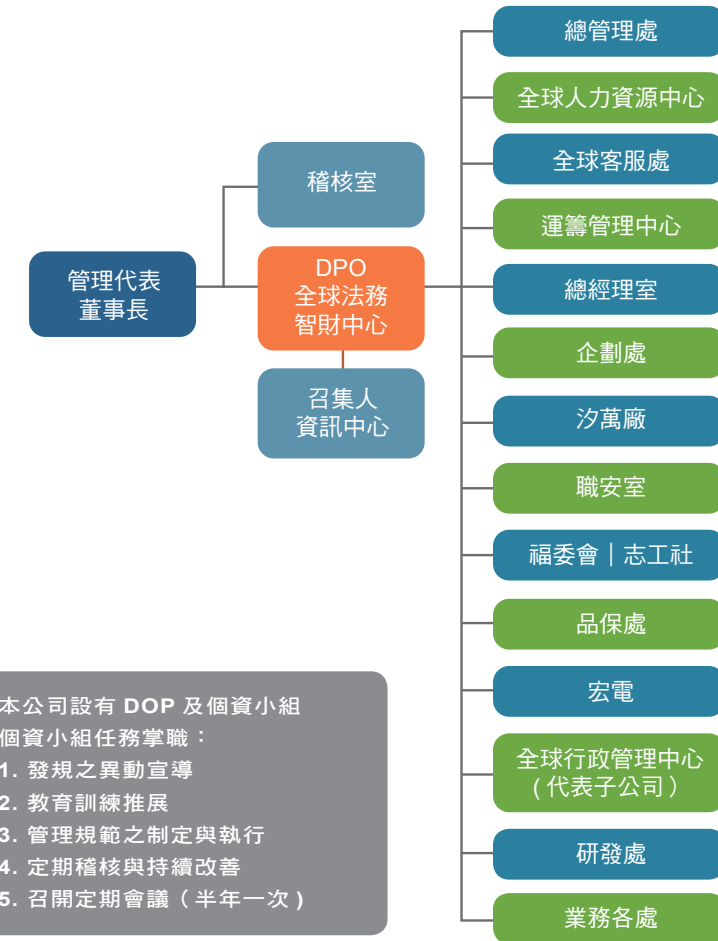 總管理處
全球人力資源中心
全球客服處
運籌管理中心
總經理室
企劃處
汐萬廠
職安室
福委會｜志工社
品保處
宏電
全球行政管理中心
(代表子公司）
研發處
業務各處
稽核室
DPO
全球法務
智財中心
召集人
資訊中心
管理代表
董事長
本公司設有 DOP 及個資小組
個資小組任務掌職：
1. 發規之異動宣導
2. 教育訓練推展
3. 管理規範之制定與執行
4. 定期稽核與持續改善
5. 召開定期會議（半年一次)